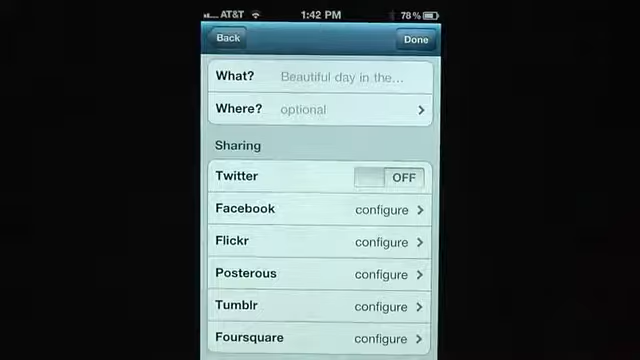 AT&T 1:42 PM 78%
Back Done
What? Beautiful day in the...
Where? optional
Sharing
Twitter OFF
Facebook configure
Flickr configure
Posterous configure
Tumblr configure
Foursquare configure